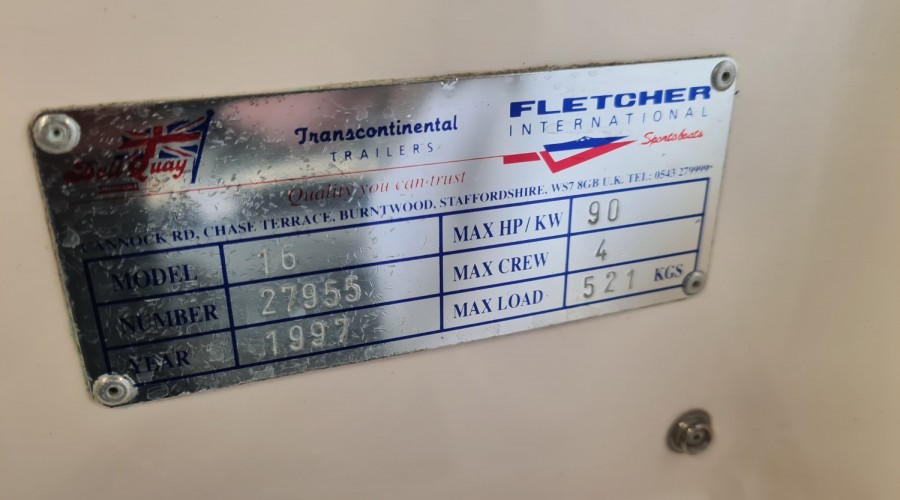 Dell Quay
Transcontinental
TRAILERS
FLETCHER
INTERNATIONAL
Sportsboats
Quality you can trust
CANNOCK RD, CHASE TERRACE, BURNTWOOD, STAFFORDSHIRE, WS7 8GB U.K. TEL: 0543 279999
MODEL 16
NUMBER 27955
YEAR 1997
MAX HP/KW 90
MAX CREW 4
MAX LOAD 521 KGS